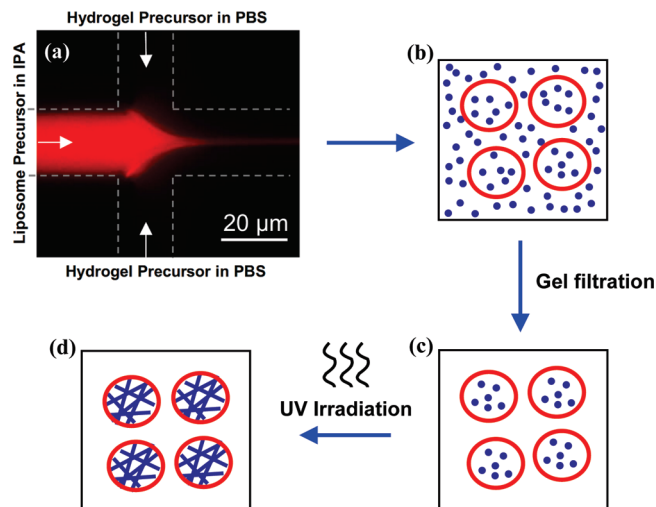 Hydrogel Precursor in PBS
(a)
Liposome Precursor in IPA
20 µm
Hydrogel Precursor in PBS
(b)
Gel filtration
(c)
(d)
UV Irradiation